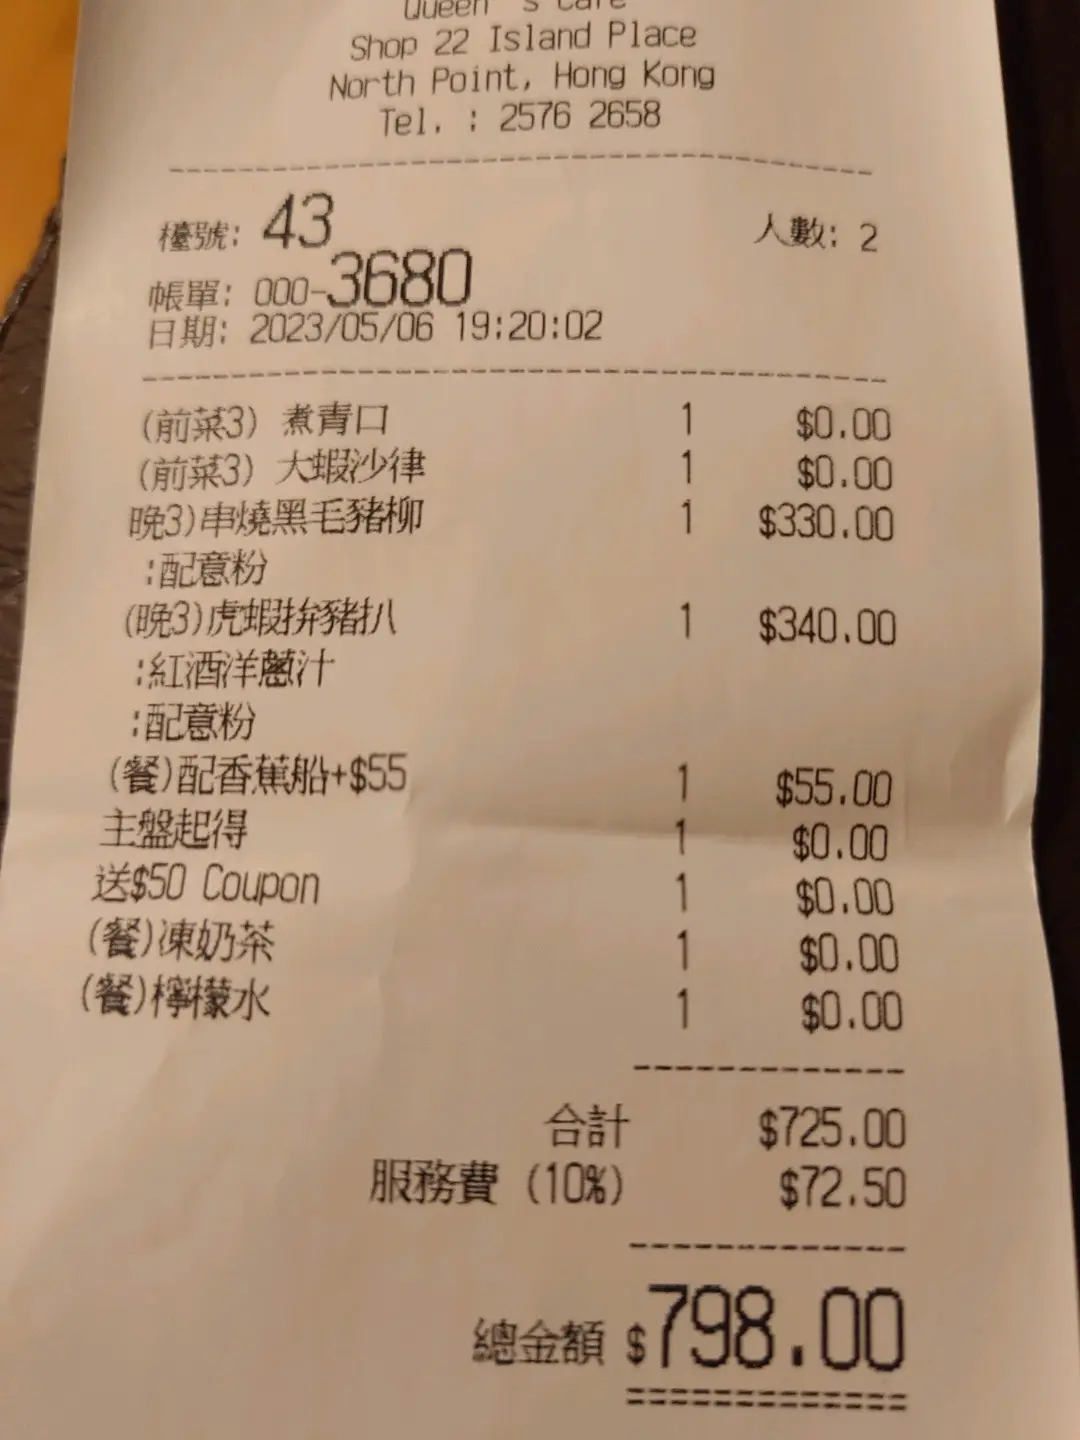 Queen's Cafe
Shop 22 Island Place
North Point, Hong Kong
Tel. : 2576 2658
檯號: 43 人數: 2
帳單: 000-3680
日期: 2023/05/06 19:20:02
(前菜3) 煮青口 1 $0.00
(前菜3) 大蝦沙律 1 $0.00
晚3)串燒黑毛豬柳 1 $330.00
:配意粉
(晚3)虎蝦拚豬扒 1 $340.00
:紅酒洋蔥汁
:配意粉
(餐)配香蕉船+$55 1 $55.00
主盤起得 1 $0.00
送$50 Coupon 1 $0.00
(餐)凍奶茶 1 $0.00
(餐)檸檬水 1 $0.00
合計 $725.00
服務費 (10%) $72.50
總金額 $798.00